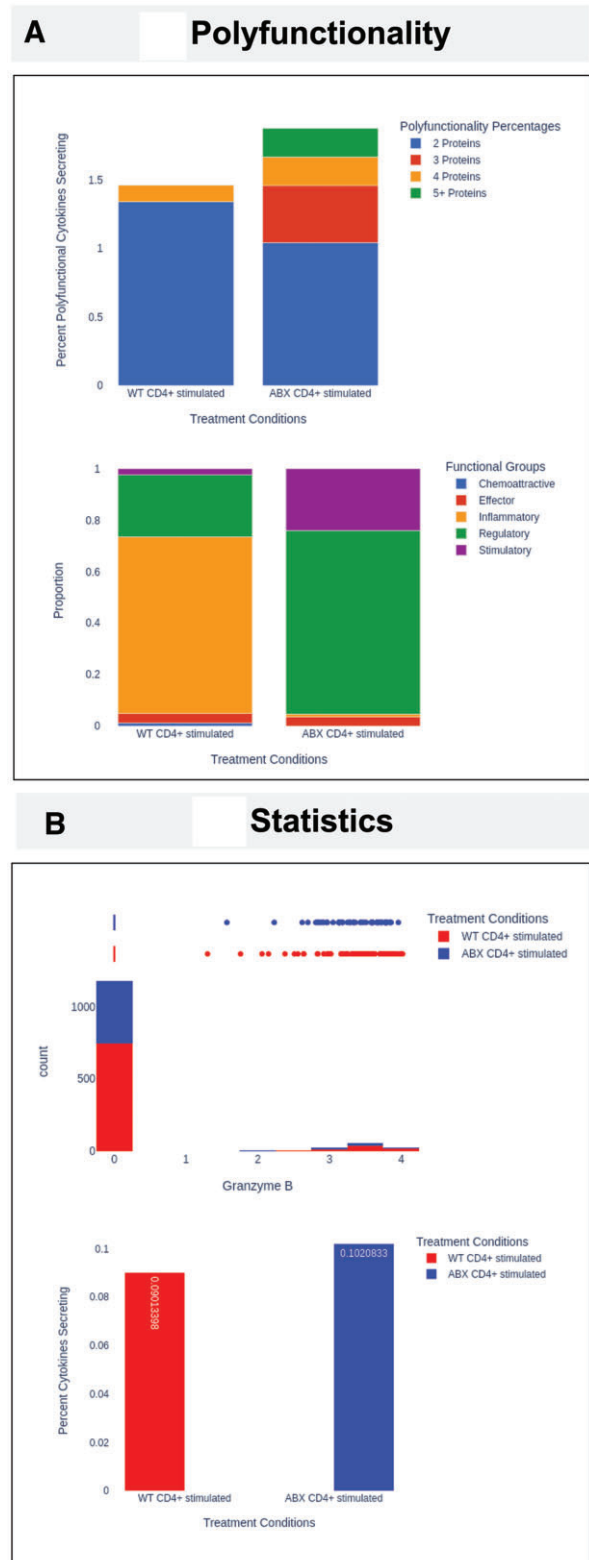 A
Polyfunctionality
Percent Polyfunctional Cytokines Secreting
1.5
1
0.5
0
WT CD4+ stimulated
ABX CD4+ stimulated
Treatment Conditions
Polyfunctionality Percentages
2 Proteins
3 Proteins
4 Proteins
5+ Proteins
Proportion
1
0.8
0.6
0.4
0.2
0
WT CD4+ stimulated
ABX CD4+ stimulated
Treatment Conditions
Functional Groups
Chemoattractive
Effector
Inflammatory
Regulatory
Stimulatory
B
Statistics
Treatment Conditions
WT CD4+ stimulated
ABX CD4+ stimulated
count
1000
500
0
0 1 2 3 4
Granzyme B
Percent Cytokines Secreting
0.1
0.08
0.06
0.04
0.02
0
0.09013398
0.1020833
WT CD4+ stimulated
ABX CD4+ stimulated
Treatment Conditions
Treatment Conditions
WT CD4+ stimulated
ABX CD4+ stimulated